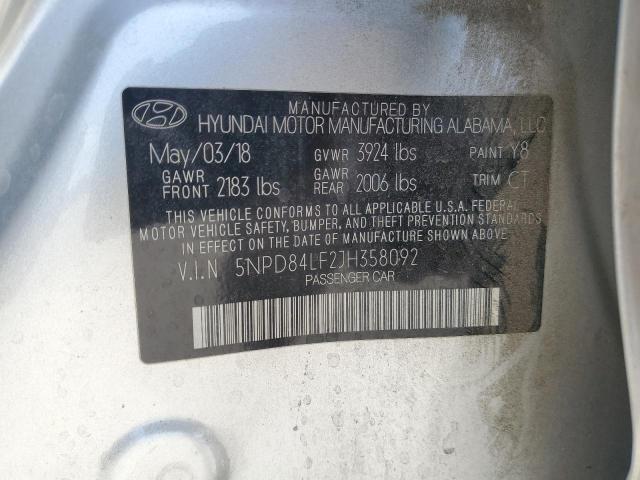 MANUFACTURED BY
HYUNDAI MOTOR MANUFACTURING ALABAMA, LLC
May/03/18 GVWR 3924 lbs PAINT Y8
GAWR FRONT 2183 lbs GAWR REAR 2006 lbs TRIM CT
THIS VEHICLE CONFORMS TO ALL APPLICABLE U.S.A. FEDERAL
MOTOR VEHICLE SAFETY, BUMPER, AND THEFT PREVENTION STANDARDS
IN EFFECT ON THE DATE OF MANUFACTURE SHOWN ABOVE.
V.I.N 5NPD84LF2JH358092
PASSENGER CAR